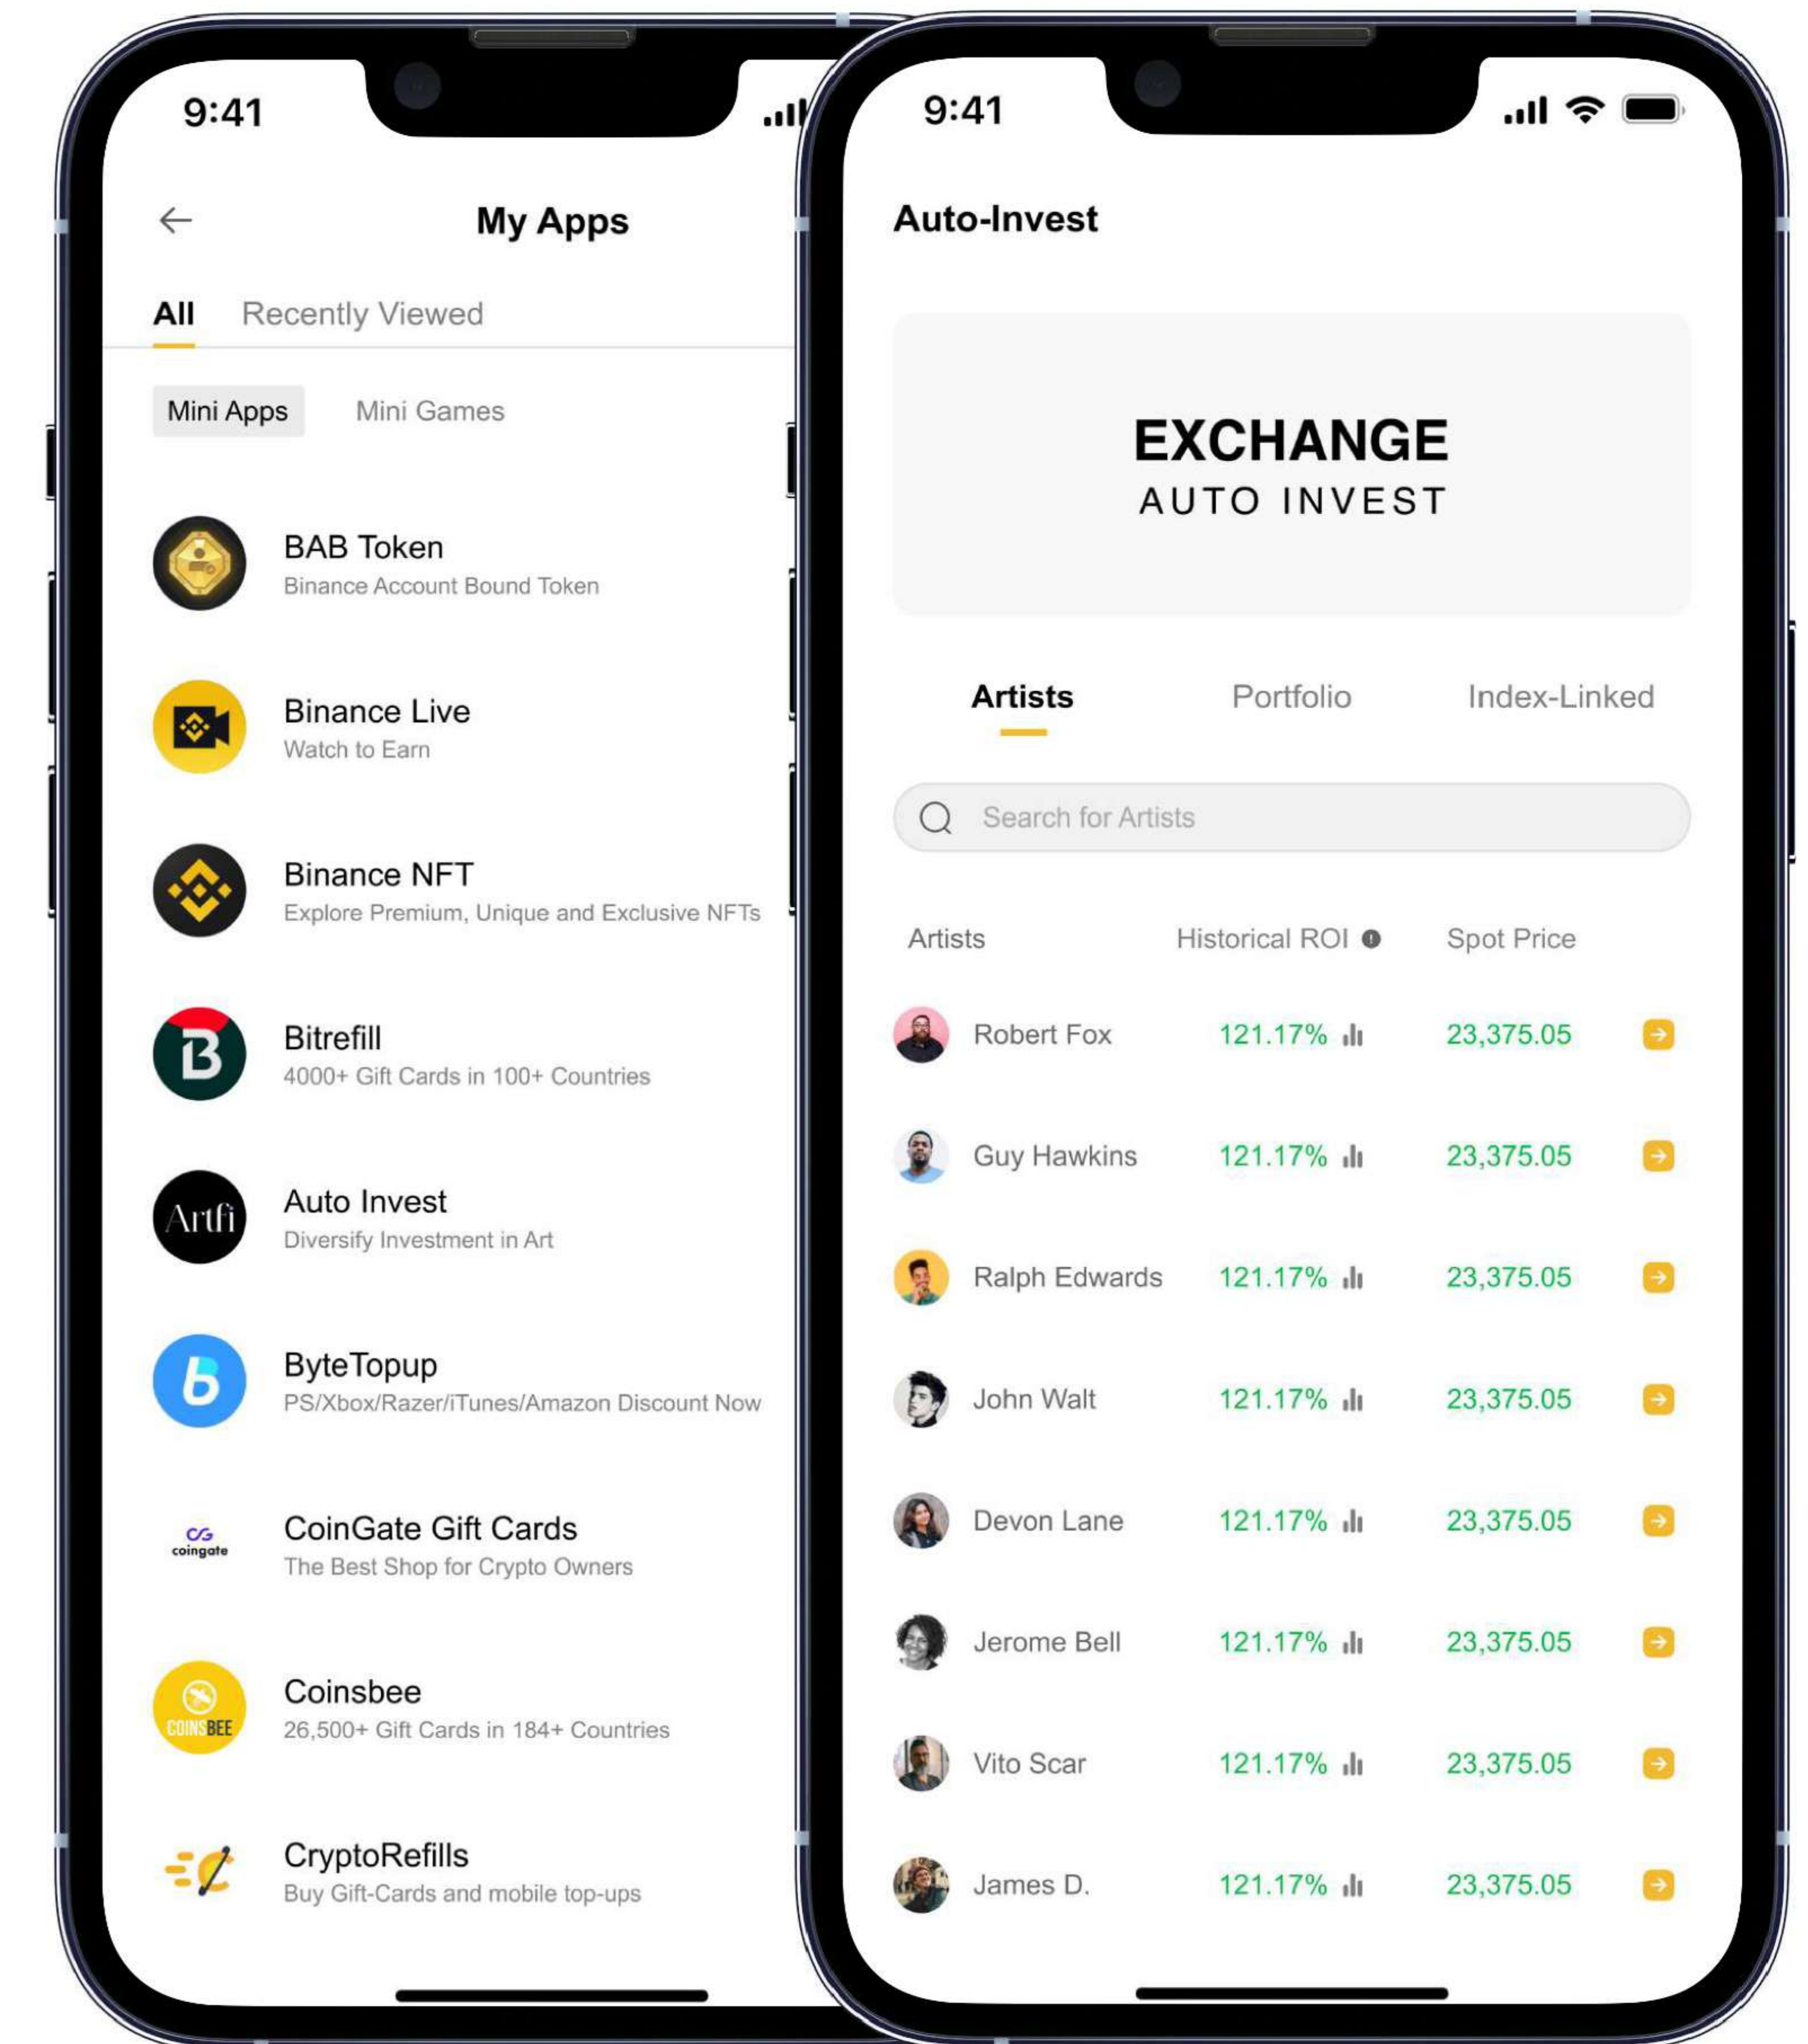 9:41
My Apps
All Recently Viewed
Mini Apps Mini Games
BAB Token
Binance Account Bound Token
Binance Live
Watch to Earn
Binance NFT
Explore Premium, Unique and Exclusive NFTs
B
Bitrefill
4000+ Gift Cards in 100+ Countries
Artfi
Auto Invest
Diversify Investment in Art
b
ByteTopup
PS/Xbox/Razer/iTunes/Amazon Discount Now
CG
coingate
CoinGate Gift Cards
The Best Shop for Crypto Owners
COINSBEE
Coinsbee
26,500+ Gift Cards in 184+ Countries
CryptoRefills
Buy Gift-Cards and mobile top-ups
9:41
Auto-Invest
EXCHANGE
AUTO INVEST
Artists Portfolio Index-Linked
Search for Artists
Artists Historical ROI Spot Price
Robert Fox 121.17% 23,375.05
Guy Hawkins 121.17% 23,375.05
Ralph Edwards 121.17% 23,375.05
John Walt 121.17% 23,375.05
Devon Lane 121.17% 23,375.05
Jerome Bell 121.17% 23,375.05
Vito Scar 121.17% 23,375.05
James D. 121.17% 23,375.05